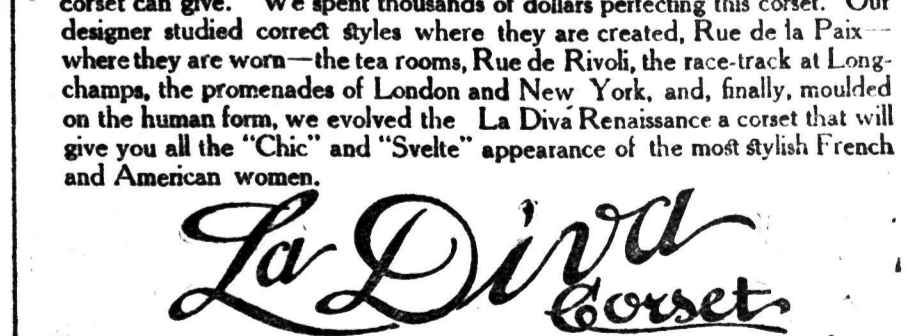 corset can give. We spent thousands of dollars perfecting this corset. Our
designer studied correct styles where they are created, Rue de la Paix—
where they are worn—the tea rooms, Rue de Rivoli, the race-track at Long-
champs, the promenades of London and New York, and, finally, moulded
on the human form, we evolved the La Divá Renaissance a corset that will
give you all the "Chic" and "Svelte" appearance of the most stylish French
and American women.
La Diva
Corset